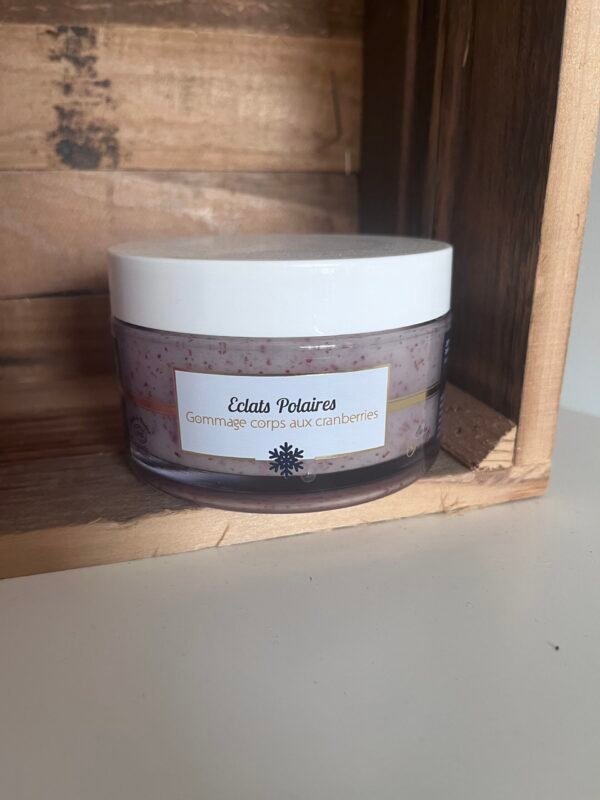 Eclats Polaires
Gommage corps aux cranberries